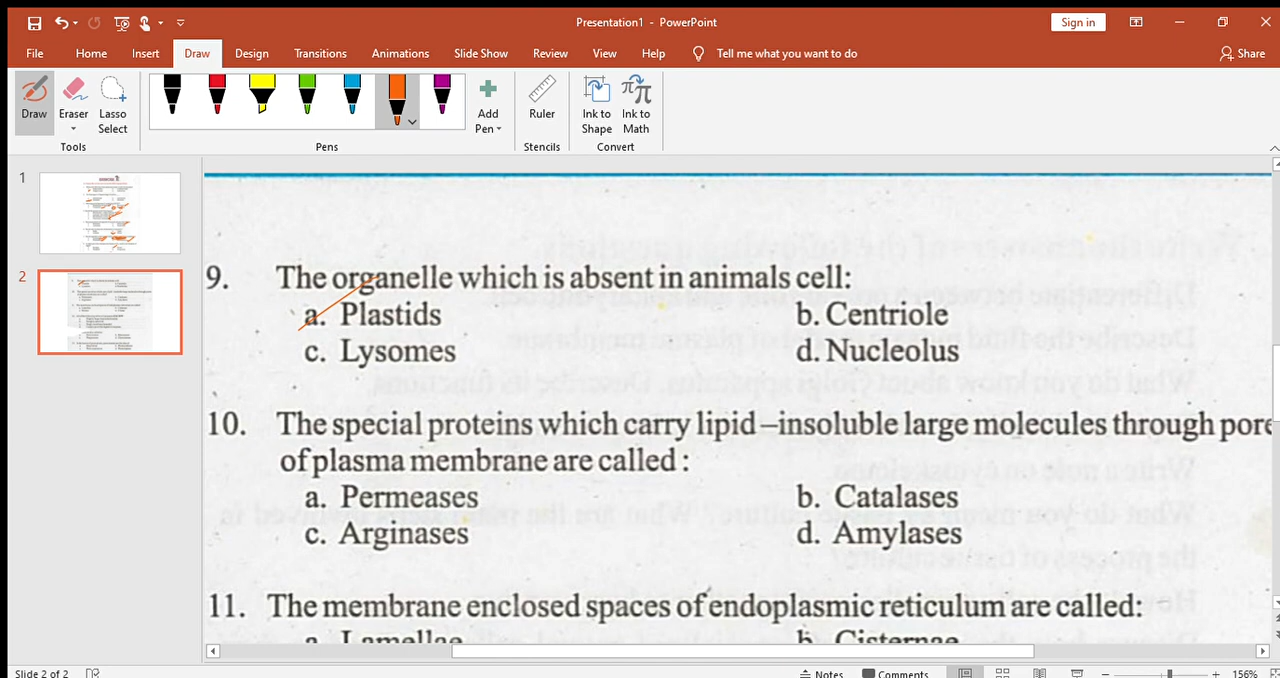 Presentation1 - PowerPoint
Sign in
File Home Insert Draw Design Transitions Animations Slide Show Review View Help Tell me what you want to do Share
Draw Eraser Lasso Select
Add Pen
Ruler
Ink to Shape
Ink to Math
Tools Pens Stencils Convert
1
2
9. The organelle which is absent in animals cell:
a. Plastids b. Centriole
c. Lysomes d. Nucleolus
10. The special proteins which carry lipid–insoluble large molecules through pore
of plasma membrane are called :
a. Permeases b. Catalases
c. Arginases d. Amylases
11. The membrane enclosed spaces of endoplasmic reticulum are called:
a. Lamellae b. Cisternae
Slide 2 of 2 Notes Comments 156%